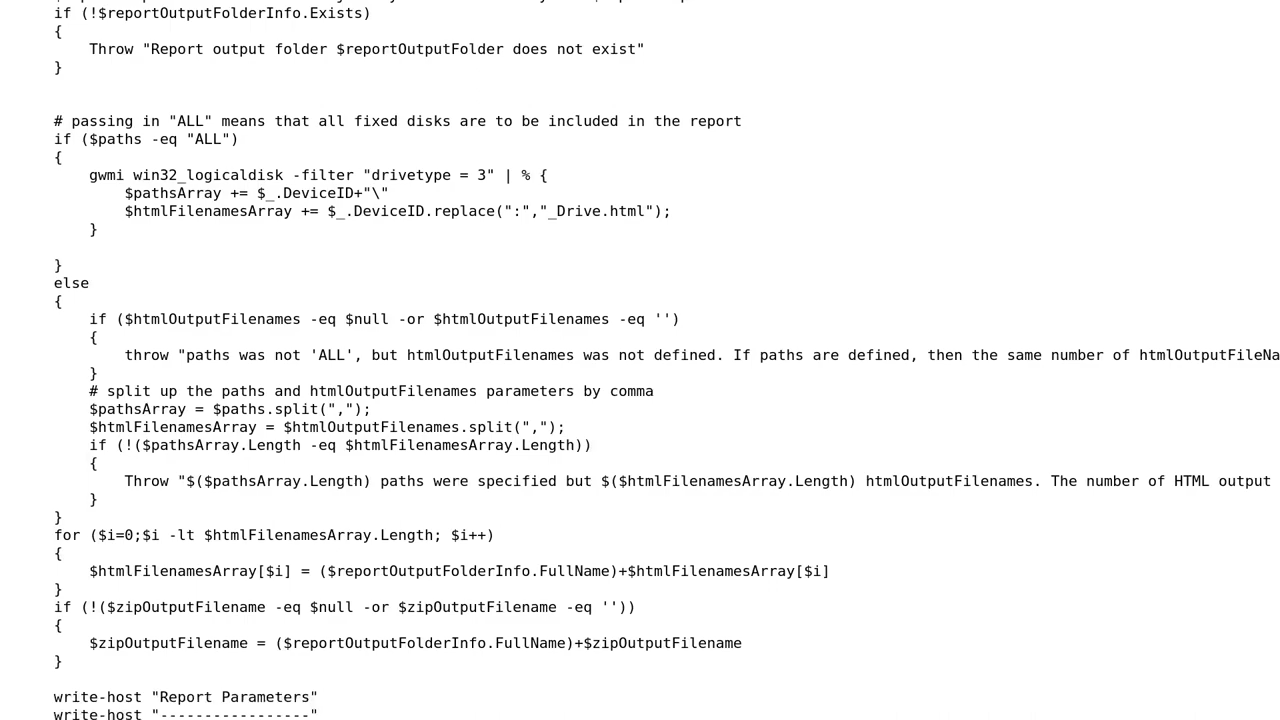 if (!$reportOutputFolderInfo.Exists)
{
    Throw "Report output folder $reportOutputFolder does not exist"
}
# passing in "ALL" means that all fixed disks are to be included in the report
if ($paths -eq "ALL")
{
    gwmi win32_logicaldisk -filter "drivetype = 3" | % {
        $pathsArray += $_.DeviceID+"\"
        $htmlFilenamesArray += $_.DeviceID.replace(":","_Drive.html");
    }
}
else
{
    if ($htmlOutputFilenames -eq $null -or $htmlOutputFilenames -eq '')
    {
        throw "paths was not 'ALL', but htmlOutputFilenames was not defined. If paths are defined, then the same number of htmlOutputFileNa
    }
    # split up the paths and htmlOutputFilenames parameters by comma
    $pathsArray = $paths.split(",");
    $htmlFilenamesArray = $htmlOutputFilenames.split(",");
    if (!($pathsArray.Length -eq $htmlFilenamesArray.Length))
    {
        Throw "$($pathsArray.Length) paths were specified but $($htmlFilenamesArray.Length) htmlOutputFilenames. The number of HTML output
    }
}
for ($i=0;$i -lt $htmlFilenamesArray.Length; $i++)
{
    $htmlFilenamesArray[$i] = ($reportOutputFolderInfo.FullName)+$htmlFilenamesArray[$i]
}
if (!($zipOutputFilename -eq $null -or $zipOutputFilename -eq ''))
{
    $zipOutputFilename = ($reportOutputFolderInfo.FullName)+$zipOutputFilename
}
write-host "Report Parameters"
write-host "-----------------"